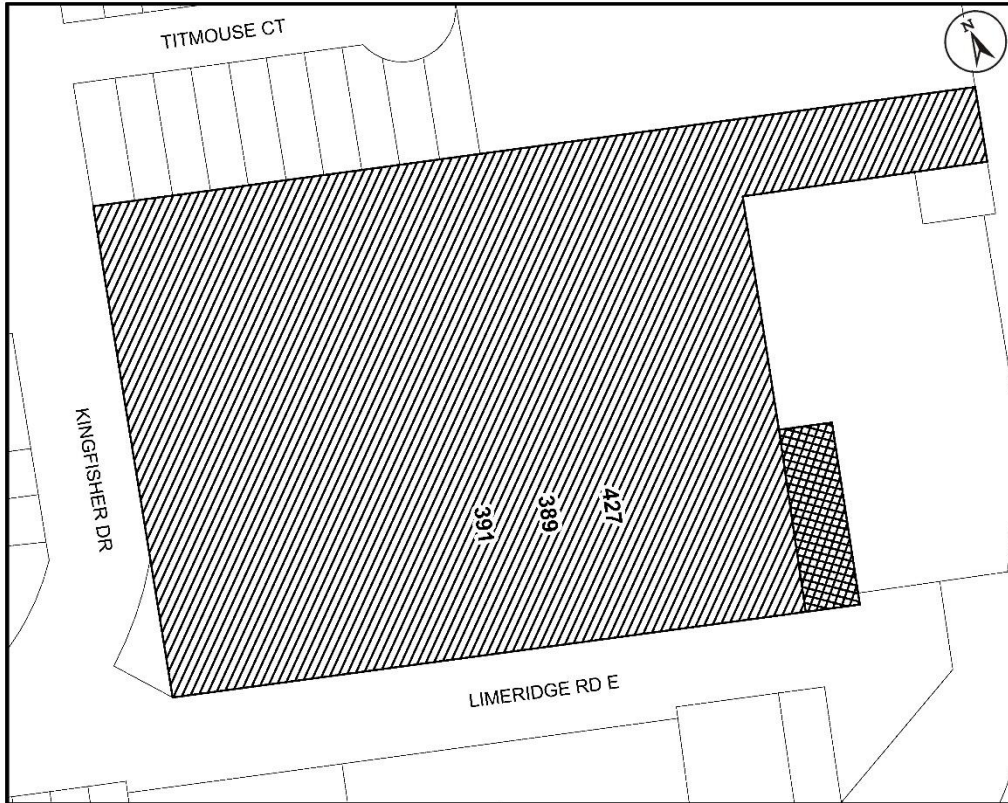 TITMOUSE CT
N
KINGFISHER DR
391
389
427
LIMERIDGE RD E